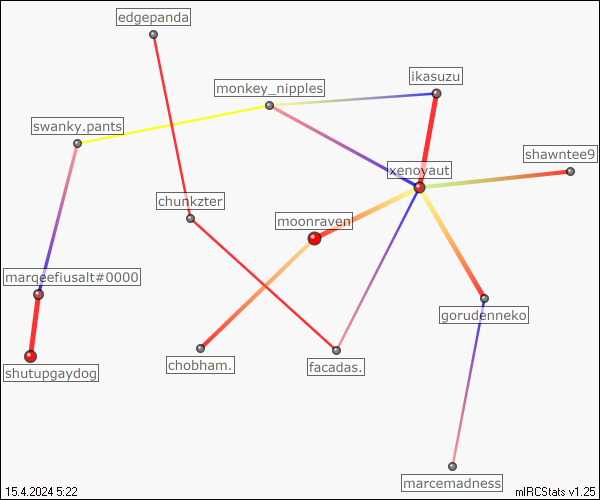 edgepanda
ikasuzu
monkey_nipples
swanky.pants
shawntee9
xenoyaut
chunkzter
moonraven
marqeefiusalt#0000
gorudenneko
chobham.
facadas.
shutupgaydog
marcemadness
15.4.2024 5:22
mIRCStats v1.25